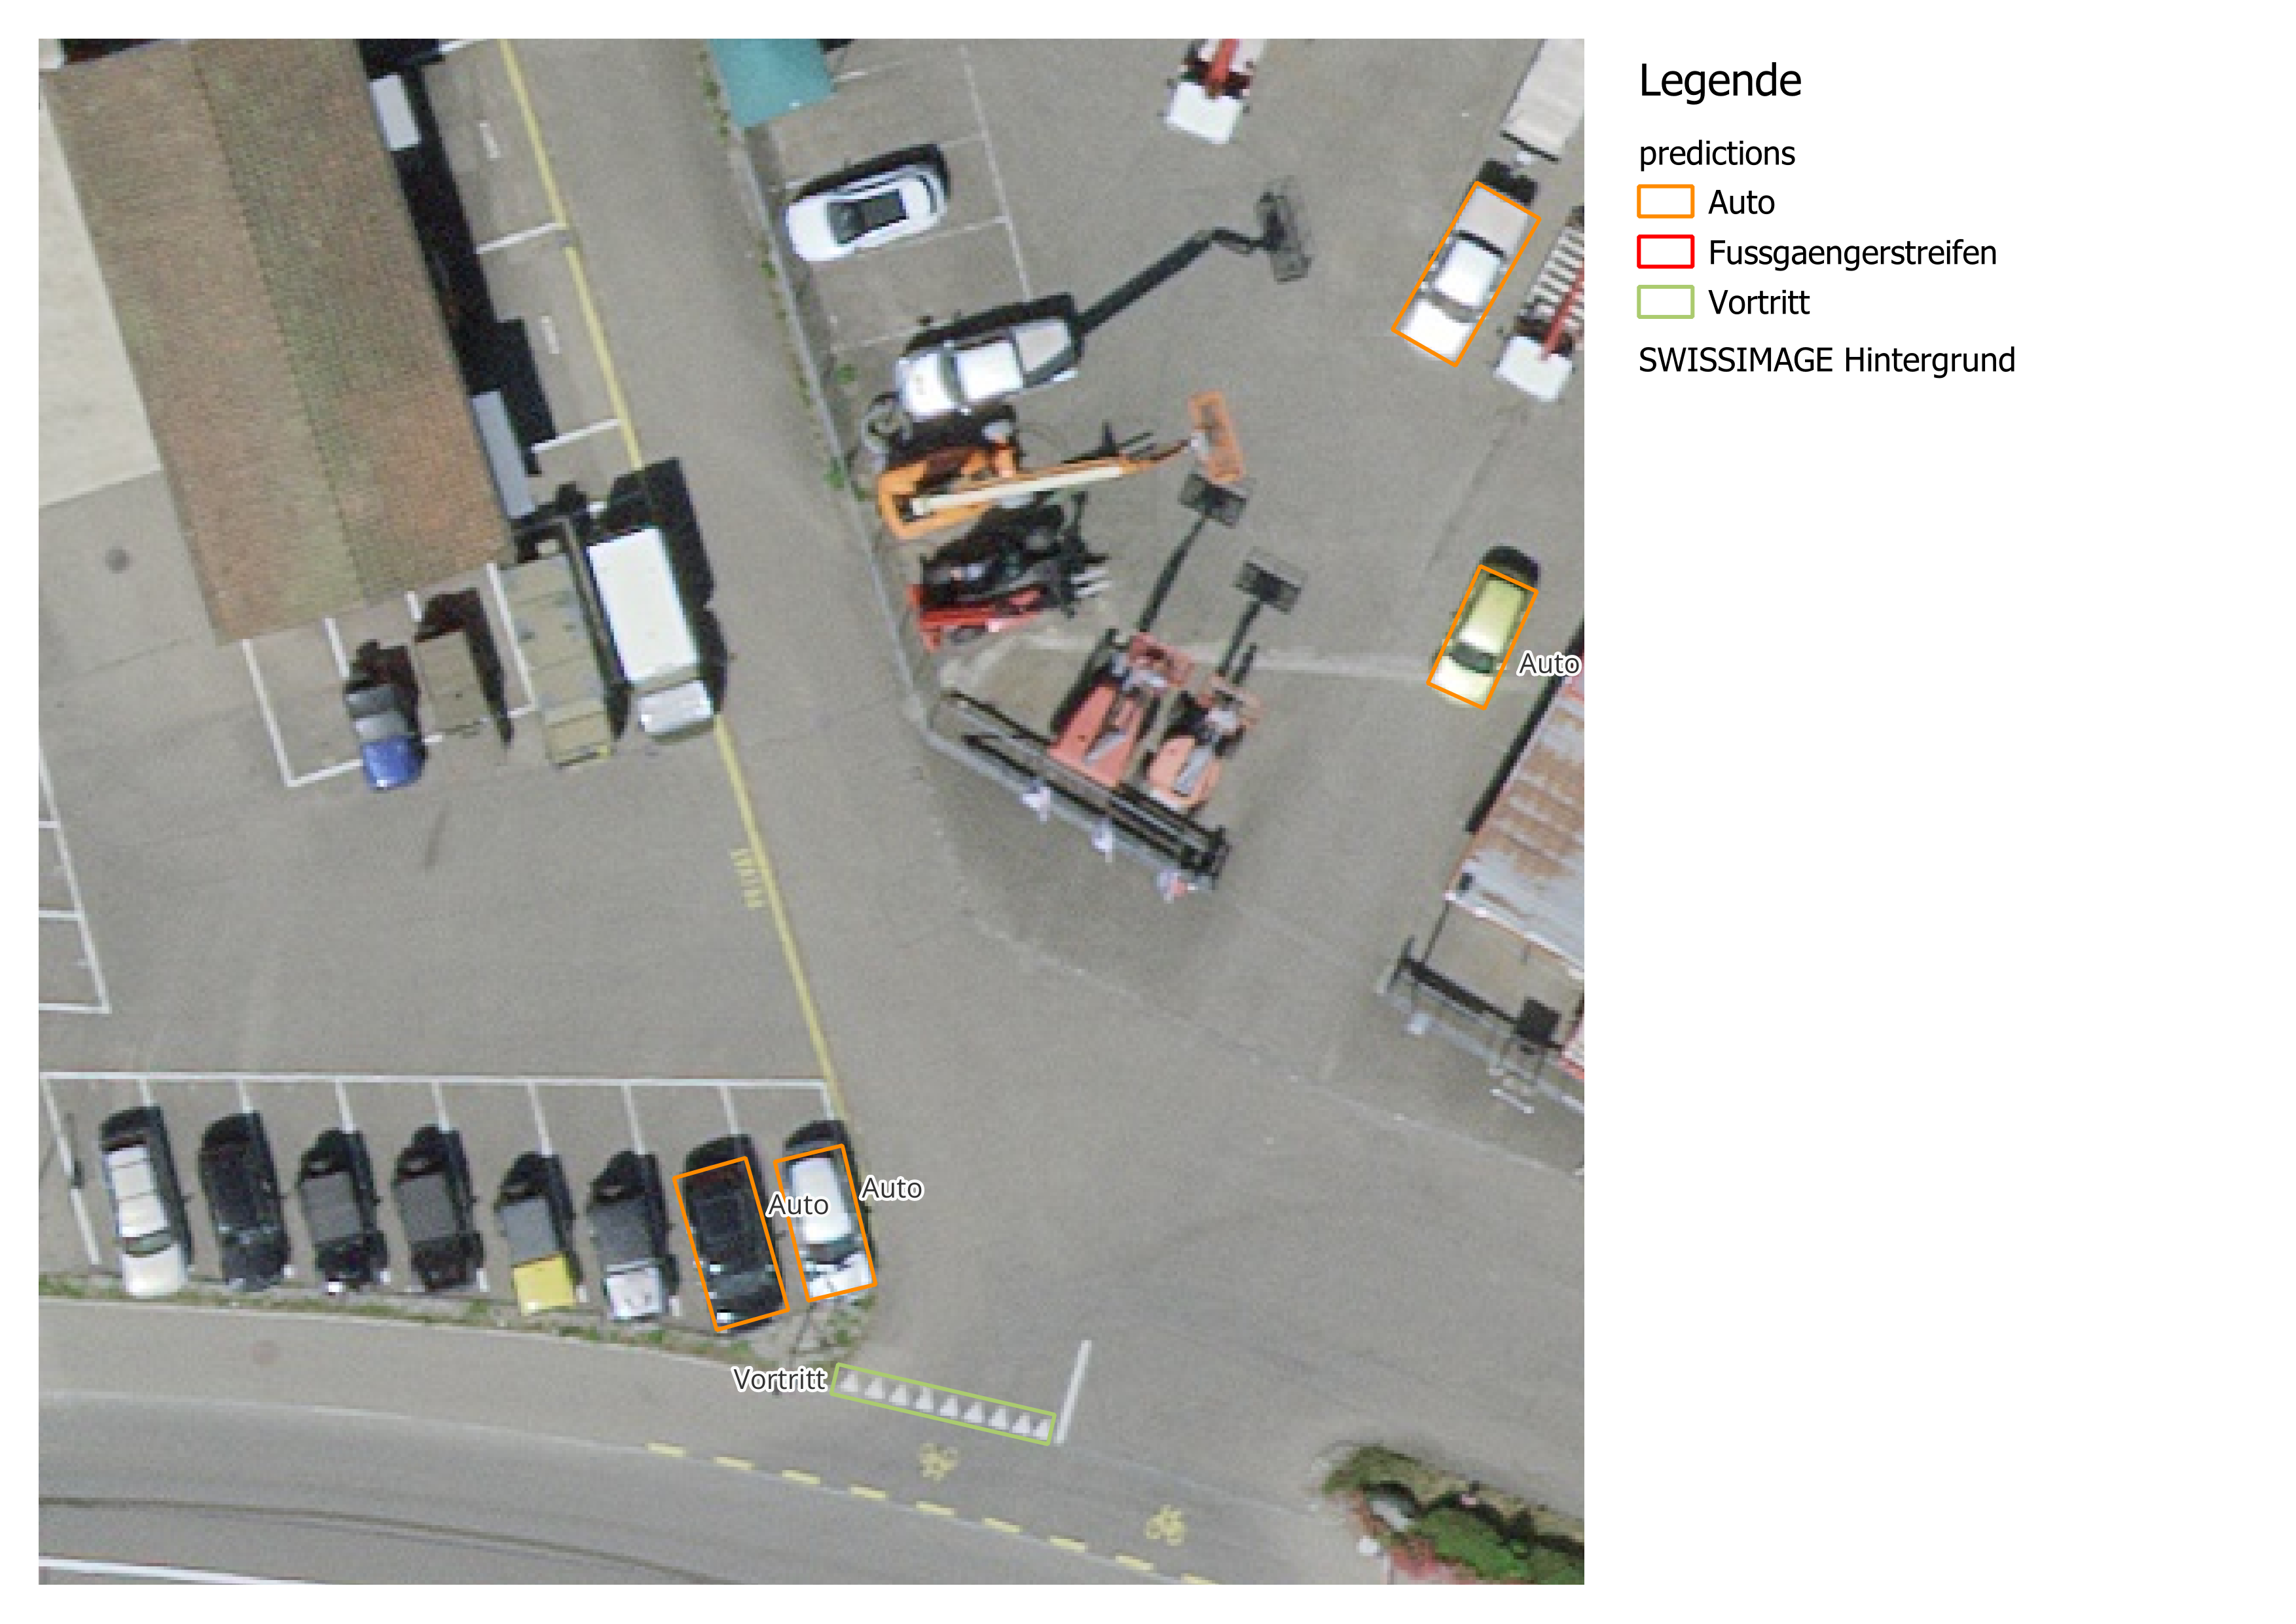 Legende
predictions
Auto
Fussgaengerstreifen
Vortritt
SWISSIMAGE Hintergrund
Auto
Auto
Auto
Vortritt